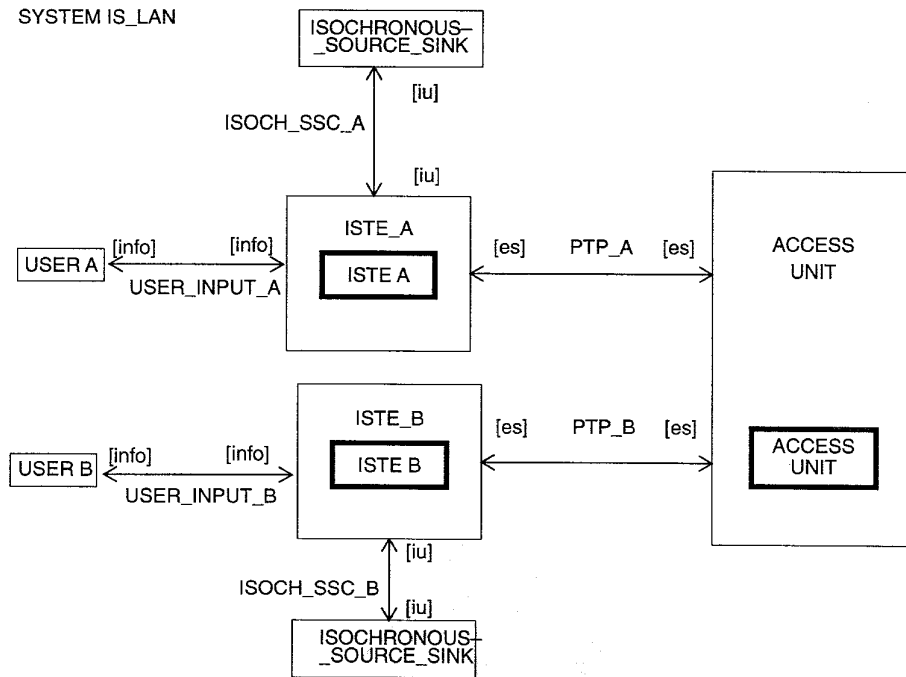 SYSTEM IS_LAN
ISOCHRONOUS–
_SOURCE_SINK
[iu]
ISOCH_SSC_A
[iu]
ISTE_A
ISTE A
USER A
[info]
[info]
USER_INPUT_A
[es]
PTP_A
[es]
ACCESS
UNIT
ISTE_B
ISTE B
USER B
[info]
[info]
USER_INPUT_B
[es]
PTP_B
[es]
ACCESS
UNIT
[iu]
ISOCH_SSC_B
[iu]
ISOCHRONOUS–
_SOURCE_SINK